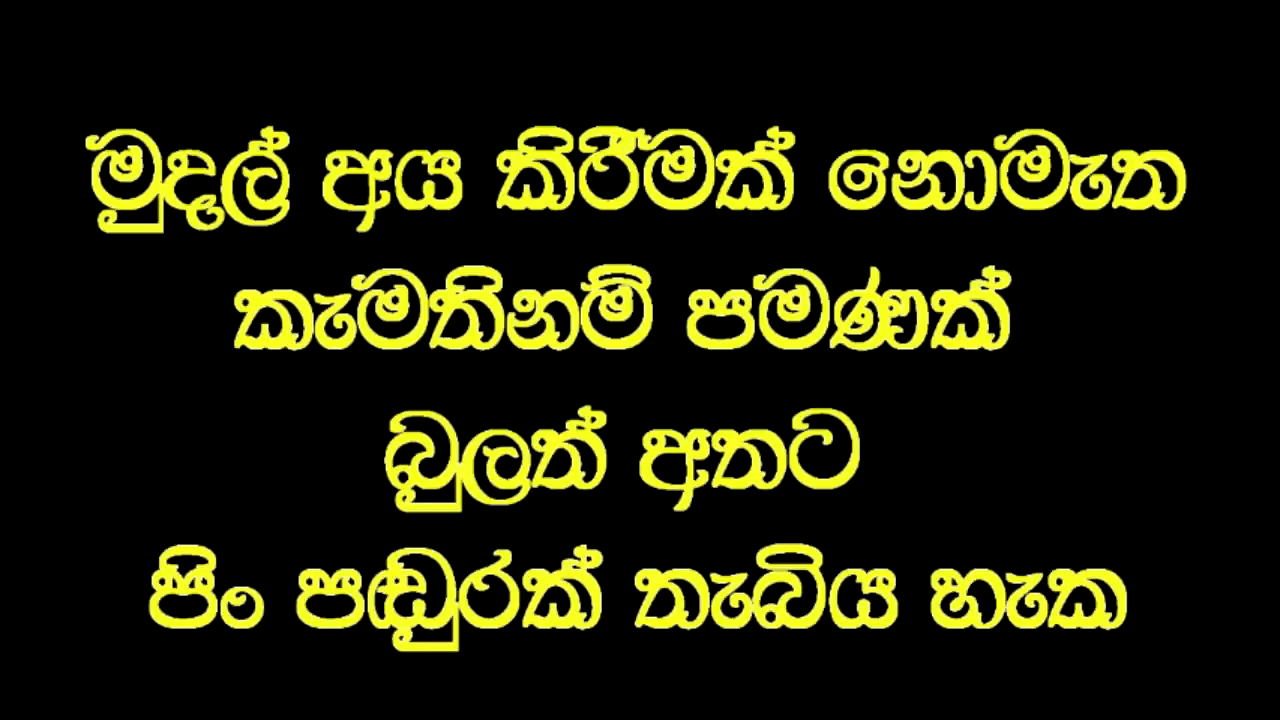 මුදල් අය කිරීමක් නොමැත
කැමතිනම් පමණක්
බුලත් අතට
පිං පඬුරක් තැබිය හැක